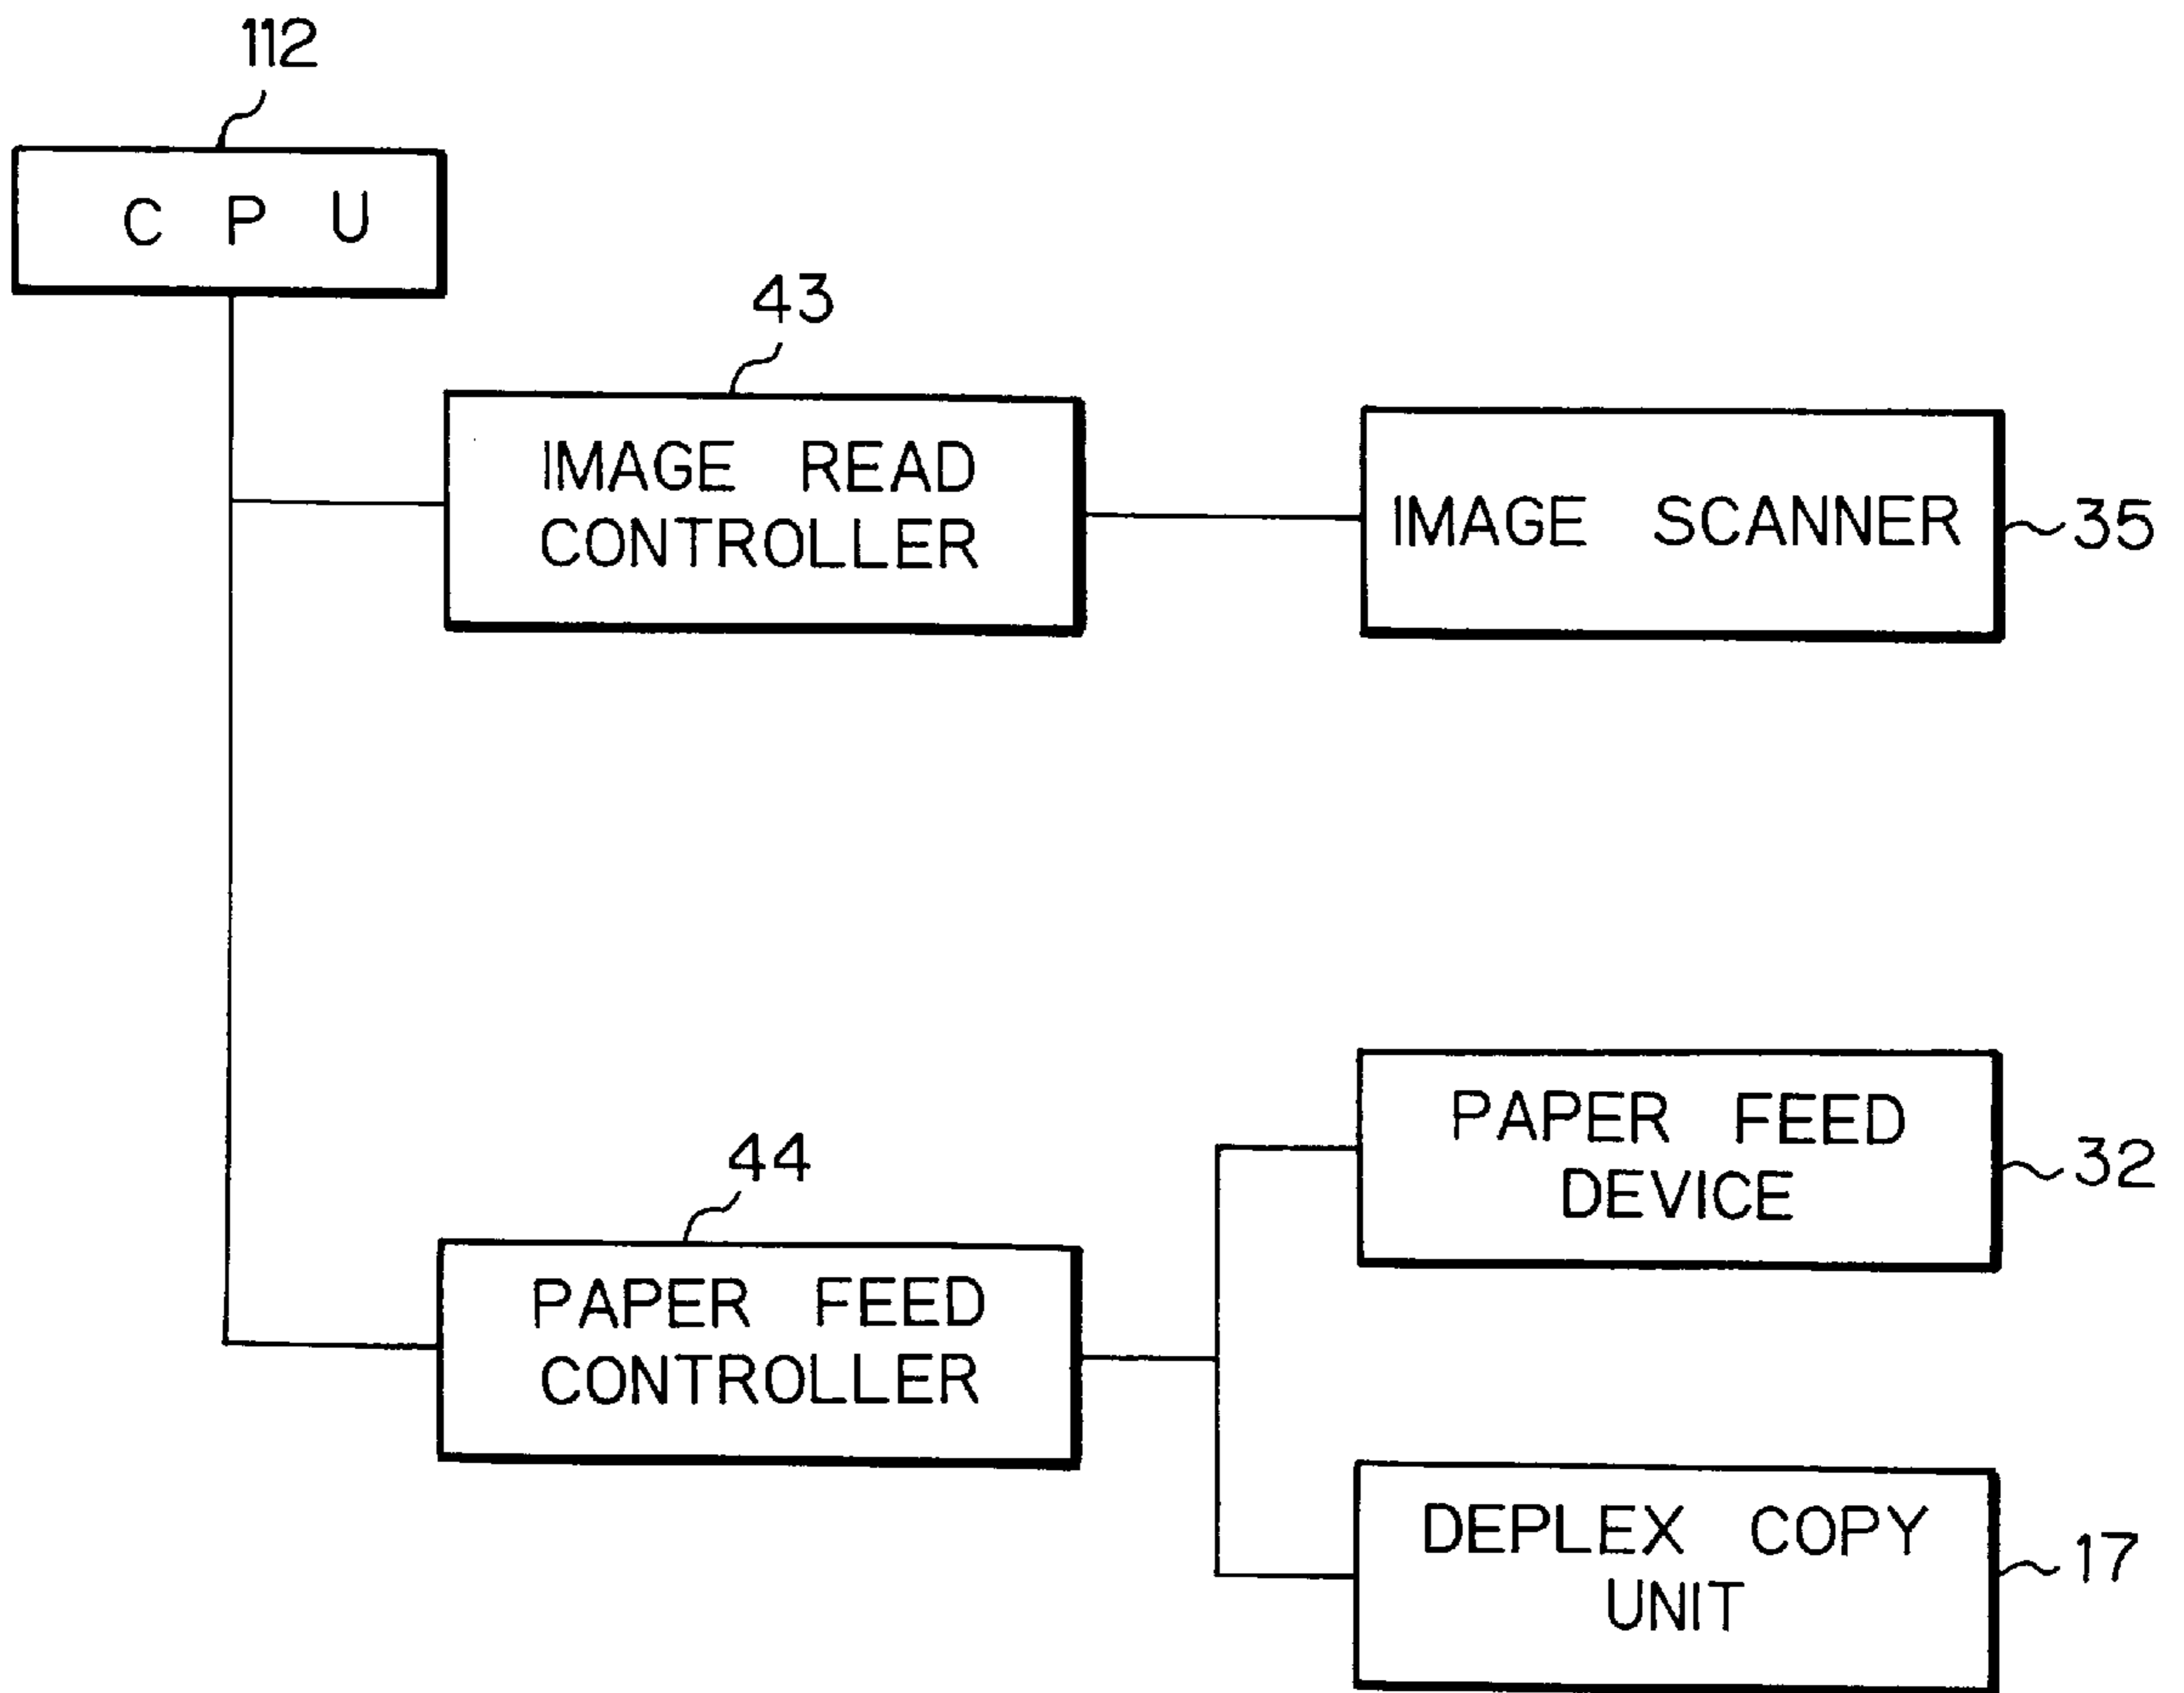 112
C P U
43
IMAGE READ
CONTROLLER
IMAGE SCANNER
35
PAPER FEED
DEVICE
32
44
PAPER FEED
CONTROLLER
DEPLEX COPY
UNIT
17